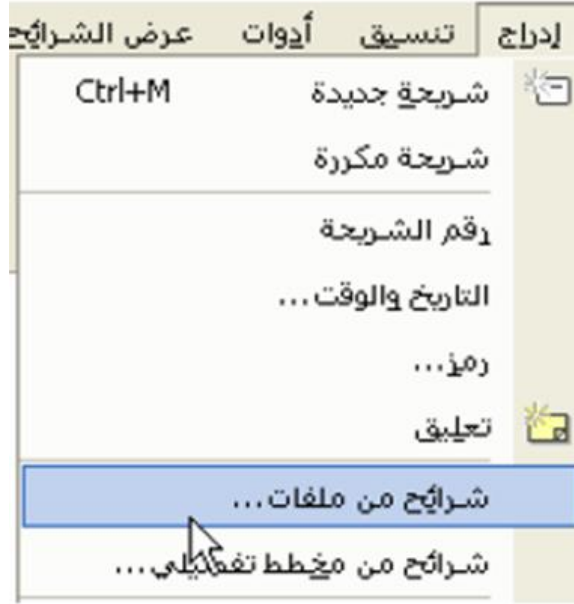 إدراج تنسيق أدوات عرض الشرائح
شريحة جديدة Ctrl+M
شريحة مكررة
رقم الشريحة
التاريخ والوقت...
رمز...
تعليق
شرائح من ملفات...
شرائح من مخطط تفصيلي...